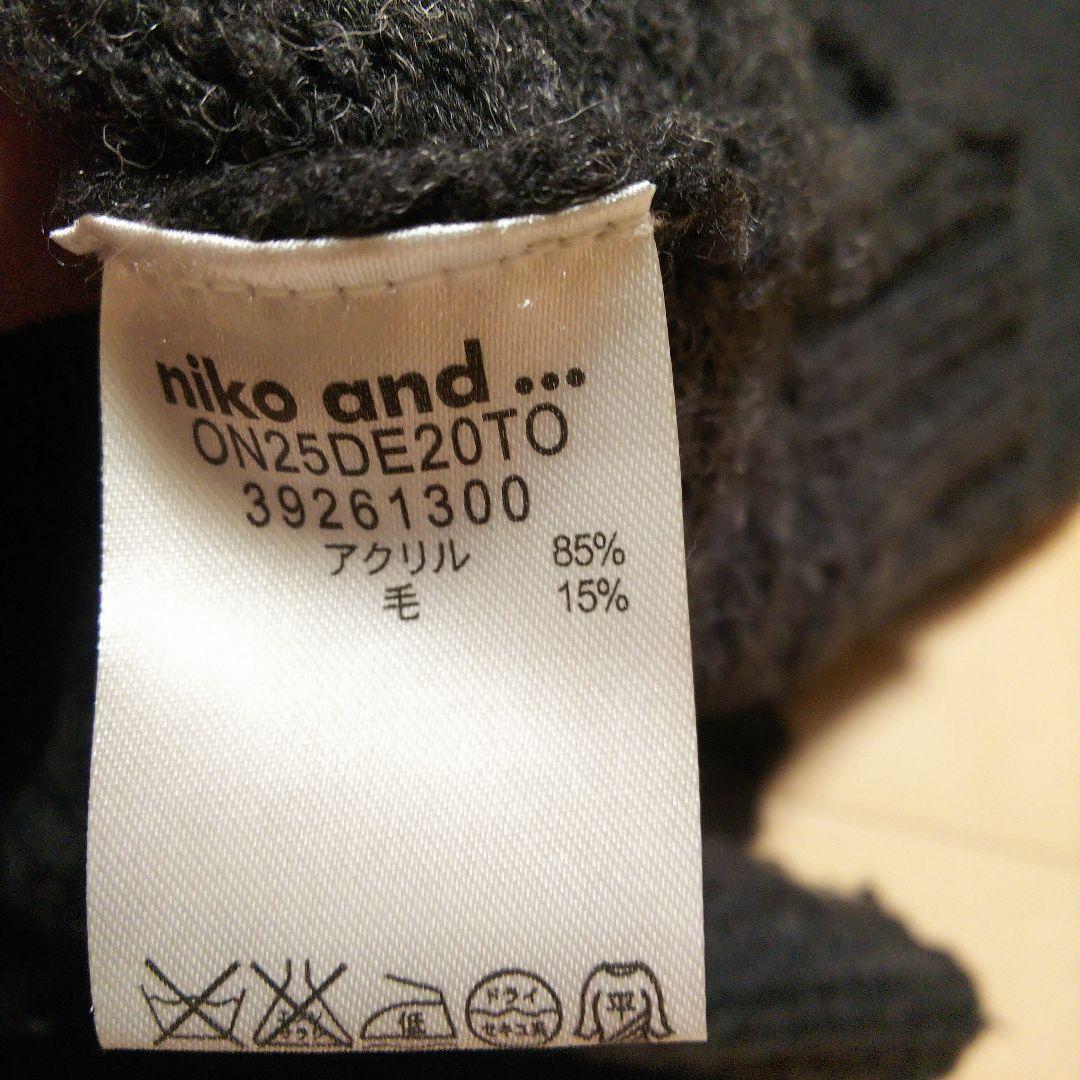 niko and ...
ON25DE20TO
39261300
アクリル 85%
毛 15%
低 ドライ 平
セキユ系